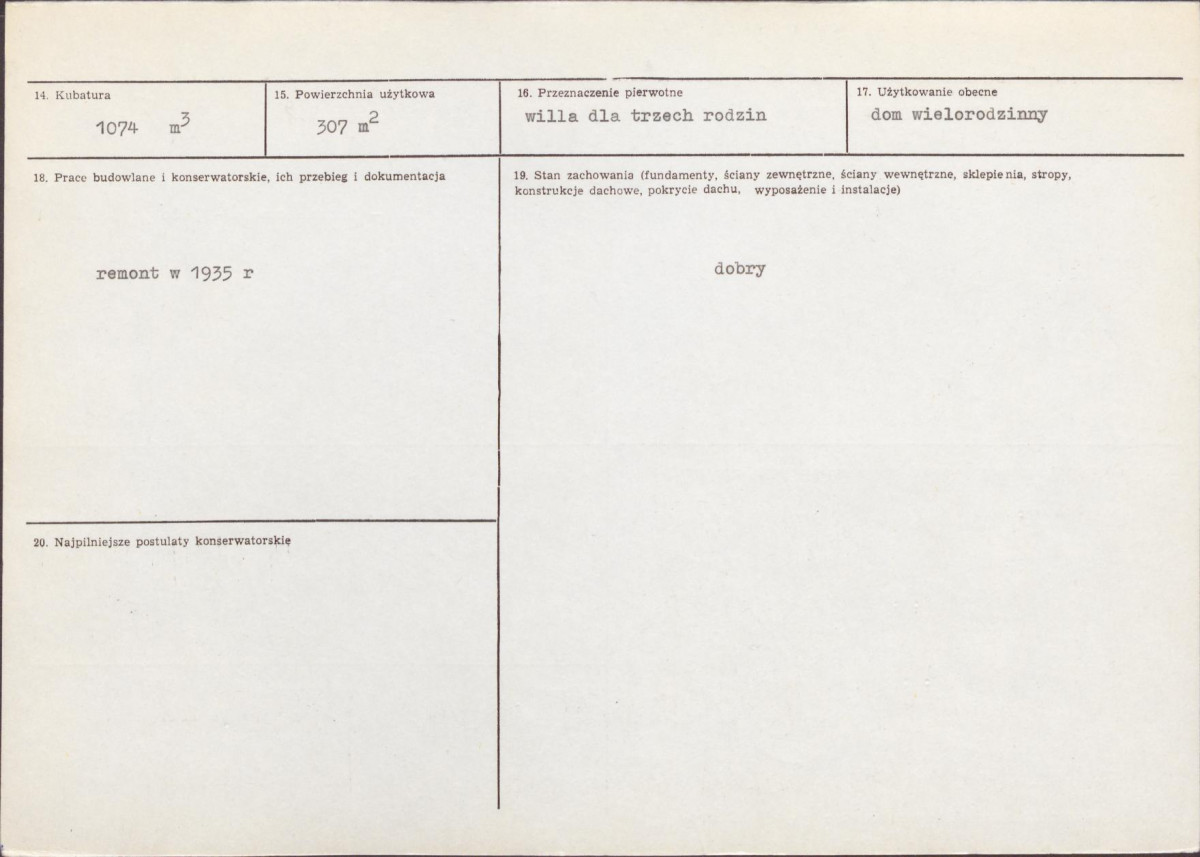 14. Kubatura
1074 m3
15. Powierzchnia użytkowa
307 m2
16. Przeznaczenie pierwotne
willa dla trzech rodzin
17. Użytkowanie obecne
dom wielorodzinny
18. Prace budowlane i konserwatorskie, ich przebieg i dokumentacja
remont w 1935 r
19. Stan zachowania (fundamenty, ściany zewnętrzne, ściany wewnętrzne, sklepienia, stropy,
konstrukcje dachowe, pokrycie dachu, wyposażenie i instalacje)
dobry
20. Najpilniejsze postulaty konserwatorskie